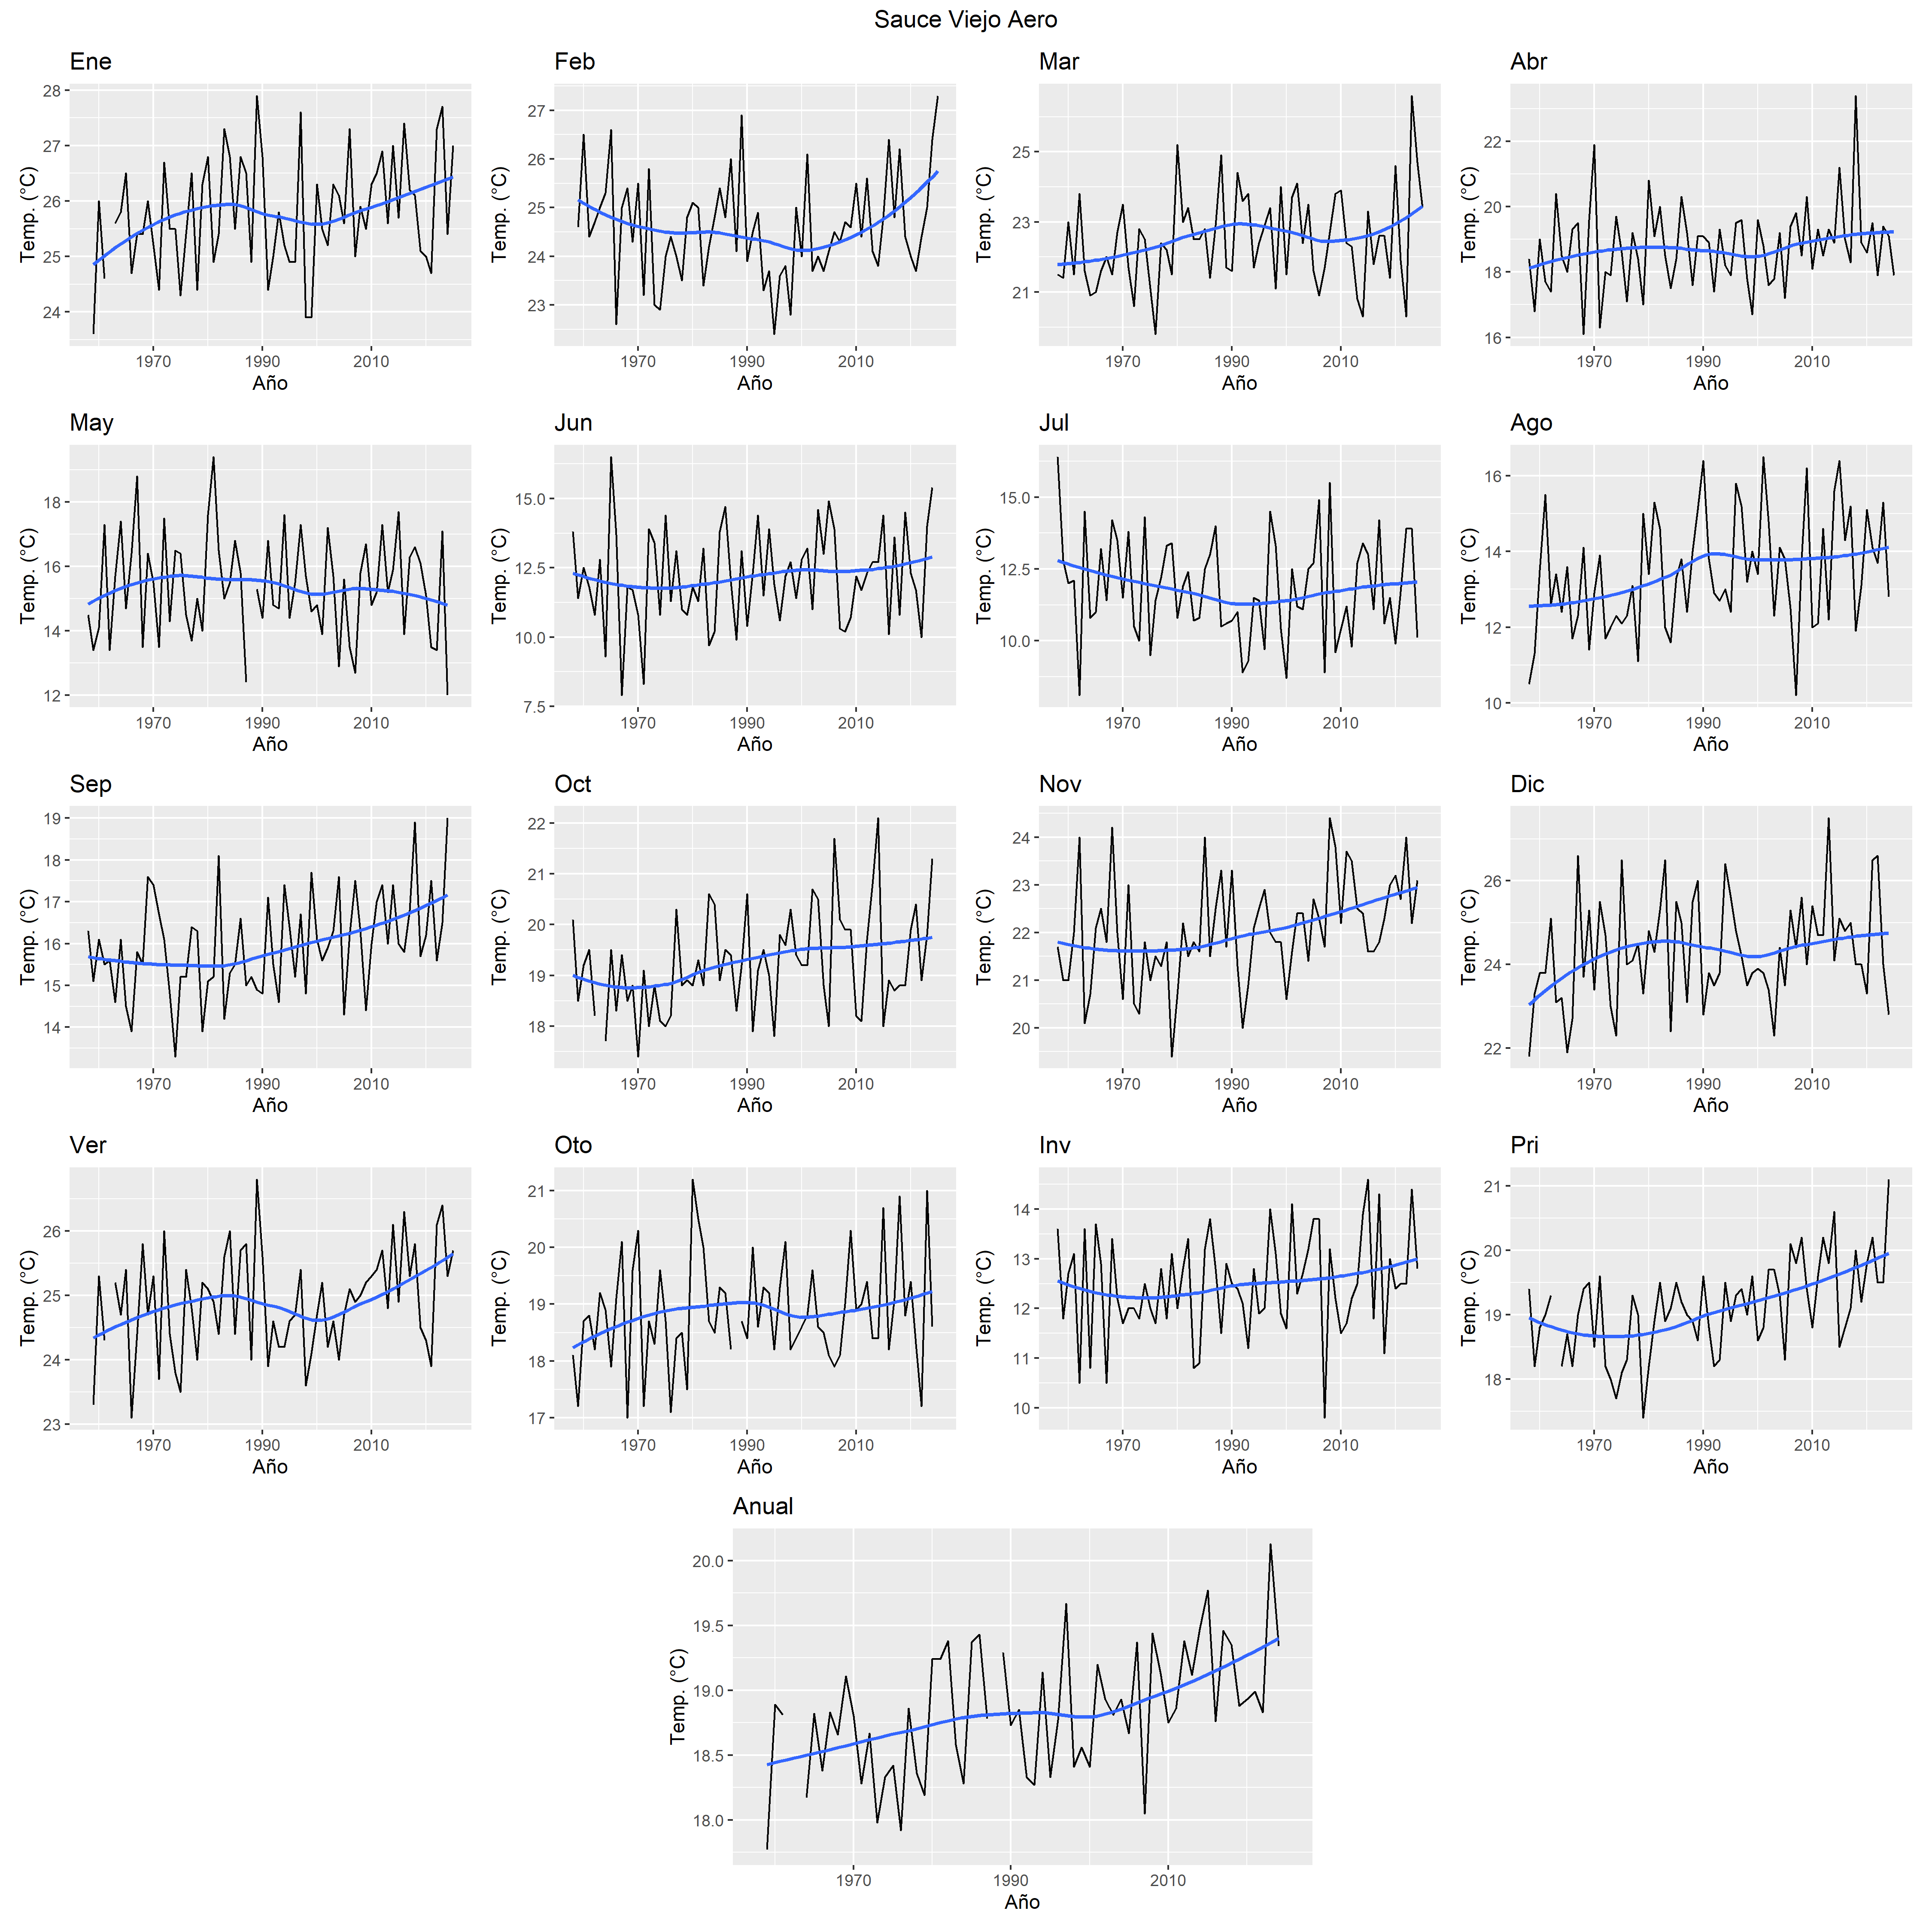 Sauce Viejo Aero
Ene Feb Mar Abr
28
27
26
25
24
Temp. (°C)
1970 1990 2010
Año
27
26
25
24
23
Temp. (°C)
1970 1990 2010
Año
25
23
21
Temp. (°C)
1970 1990 2010
Año
22
20
18
16
Temp. (°C)
1970 1990 2010
Año
May Jun Jul Ago
18
16
14
12
Temp. (°C)
1970 1990 2010
Año
15.0
12.5
10.0
7.5
Temp. (°C)
1970 1990 2010
Año
15.0
12.5
10.0
Temp. (°C)
1970 1990 2010
Año
16
14
12
10
Temp. (°C)
1970 1990 2010
Año
Sep Oct Nov Dic
19
18
17
16
15
14
Temp. (°C)
1970 1990 2010
Año
22
21
20
19
18
Temp. (°C)
1970 1990 2010
Año
24
23
22
21
20
Temp. (°C)
1970 1990 2010
Año
26
24
22
Temp. (°C)
1970 1990 2010
Año
Ver Oto Inv Pri
26
25
24
23
Temp. (°C)
1970 1990 2010
Año
21
20
19
18
17
Temp. (°C)
1970 1990 2010
Año
14
13
12
11
10
Temp. (°C)
1970 1990 2010
Año
21
20
19
18
Temp. (°C)
1970 1990 2010
Año
Anual
20.0
19.5
19.0
18.5
18.0
Temp. (°C)
1970 1990 2010
Año